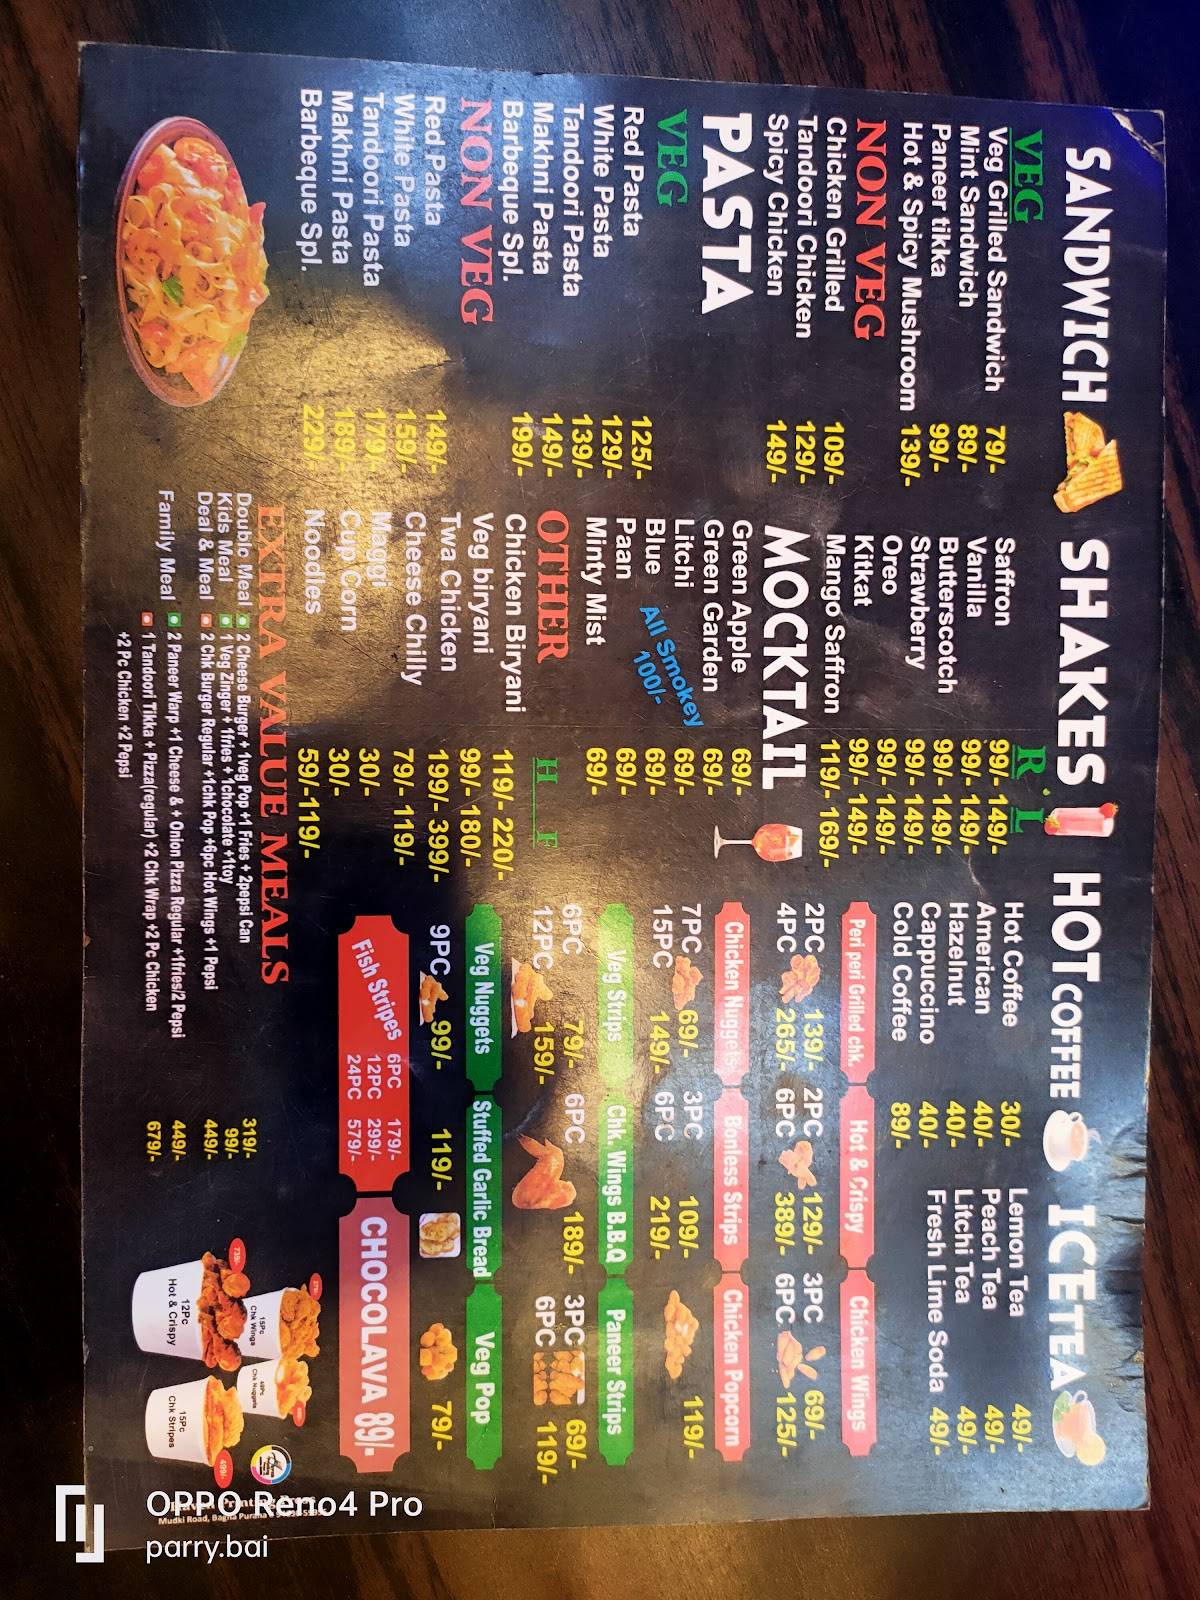 SANDWICH
VEG
Veg Grilled Sandwich 79/-
Mint Sandwich 89/-
Paneer tikka 99/-
Hot & Spicy Mushroom 139/-
NON VEG
Chicken Grilled 109/-
Tandoori Chicken 129/-
Spicy Chicken 149/-
PASTA
VEG
Red Pasta 125/-
White Pasta 129/-
Tandoori Pasta 139/-
Makhni Pasta 149/-
Barbeque Spl. 199/-
NON VEG
Red Pasta 149/-
White Pasta 159/-
Tandoori Pasta 179/-
Makhni Pasta 189/-
Barbeque Spl. 229/-
SHAKES
R L
Saffron 99/- 149/-
Vanilla 99/- 149/-
Butterscotch 99/- 149/-
Strawberry 99/- 149/-
Oreo 99/- 149/-
Kitkat 99/- 149/-
Mango Saffron 119/- 169/-
MOCKTAIL
Green Apple 69/-
Green Garden 69/-
Litchi 69/-
Blue 69/-
Paan 69/-
Minty Mist 69/-
All Smokey
100/-
OTHER H F
Chicken Biryani 119/- 220/-
Veg biryani 99/- 180/-
Twa Chicken 199/- 399/-
Cheese Chilly 79/- 119/-
Maggi 30/-
Cup Corn 30/-
Noodles 59/-119/-
HOT COFFEE
Hot Coffee 30/-
American 40/-
Hazelnut 40/-
Cappuccino 40/-
Cold Coffee 89/-
ICE TEA
Lemon Tea 49/-
Peach Tea 49/-
Litchi Tea 49/-
Fresh Lime Soda 49/-
Peri peri Grilled chk.
2PC 139/-
4PC 265/-
Hot & Crispy
2PC 129/-
6PC 389/-
Chicken Wings
3PC 69/-
6PC 125/-
Chicken Nuggets
7PC 69/-
15PC 149/-
Bonless Strips
3PC 109/-
6PC 219/-
Chicken Popcorn
119/-
Veg Strips
6PC 79/-
12PC 159/-
Chk. Wings B.B.Q
6PC 189/-
Paneer Strips
3PC 69/-
6PC 119/-
Veg Nuggets
9PC 99/-
Stuffed Garlic Bread
119/-
Veg Pop
79/-
Fish Stripes
6PC 179/-
12PC 299/-
24PC 579/-
CHOCOLAVA 89/-
EXTRA VALUE MEALS
Double Meal 2 Cheese Burger + 1veg Pop +1 Fries + 2pepsi Can 319/-
Kids Meal 1 Veg Zinger + 1fries + 1chocolate +1toy 99/-
Deal & Meal 2 Chk Burger Regular +1chk Pop +6pc Hot Wings +1 Pepsi 449/-
Family Meal 2 Paneer Warp +1 Cheese & + Onion Pizza Regular +1fries/2 Pepsi 449/-
1 Tandoori Tikka + Pizza(regular) +2 Chk Wrap +2 Pc Chicken 679/-
+2 Pc Chicken +2 Pepsi
15Pc
Chk Wings
Chk Nuggets
739/-
12Pc
Hot & Crispy
499/-
15Pc
Chk Stripes
OPPO Reno4 Pro
parry.bai